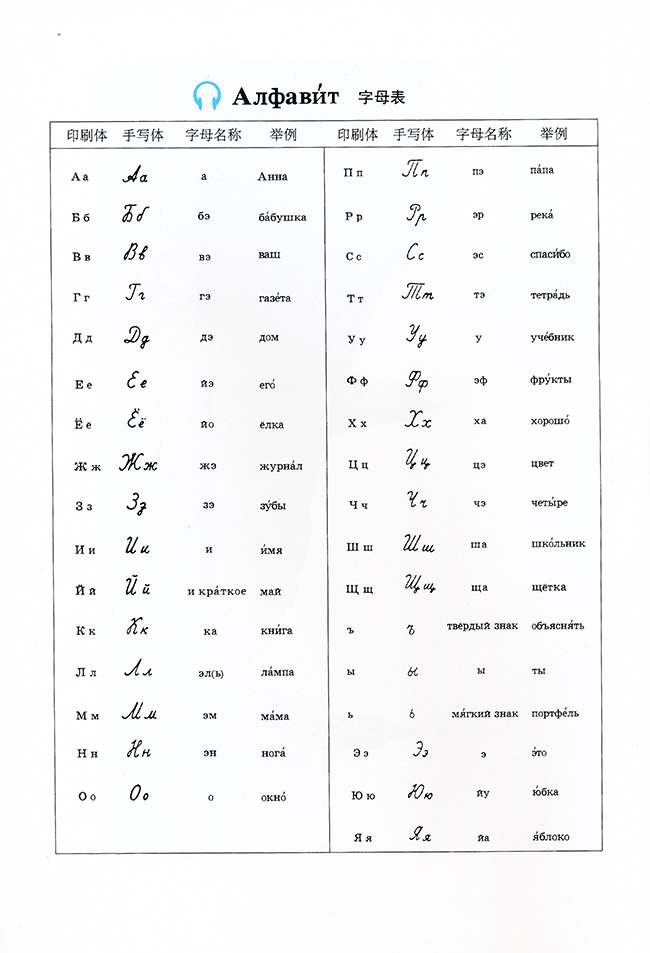 Алфави́т 字母表
印刷体 手写体 字母名称 举例
А а Аа а Анна
Б б Бб бэ ба́бушка
В в Вв вэ ваш
Г г Гг гэ газе́та
Д д Дд дэ дом
Е е Ее йэ его́
Ё ё Ёё йо ёлка
Ж ж Жж жэ журна́л
З з Зз зэ зу́бы
И и Ии и и́мя
Й й Йй и кра́ткое май
К к Кк ка кни́га
Л л Лл эл(ь) ла́мпа
М м Мм эм ма́ма
Н н Нн эн нога́
О о Оо о окно́
印刷体 手写体 字母名称 举例
П п Пп пэ па́па
Р р Рр эр река́
С с Сс эс спаси́бо
Т т Тт тэ тетра́дь
У у Уу у уче́бник
Ф ф Фф эф фру́кты
Х х Хх ха хорошо́
Ц ц Цц цэ цвет
Ч ч Чч чэ четы́ре
Ш ш Шш ша шко́льник
Щ щ Щщ ща щётка
ъ ъ твердый знак объясня́ть
ы ы ы ты
ь ь мя́гкий знак портфе́ль
Э э Ээ э э́то
Ю ю Юю йу ю́бка
Я я Яя йа я́блоко